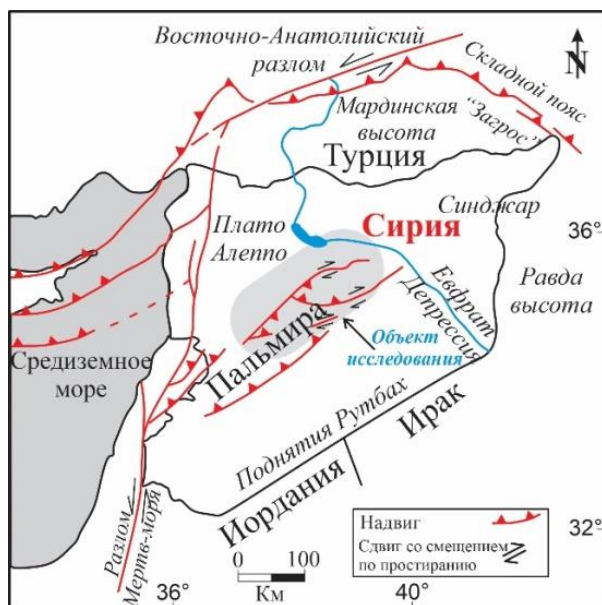 Восточно-Анатолийский
разлом
Складной пояс
"Загрос"
N
Мардинская
высота
Турция
Синджар
Плато
Алеппо
Сирия
36°
Равда
высота
Евфрат
Депрессия
Объект
исследования
Средиземное
море
Пальмира
Поднятия Рутбах
Ирак
Иордания
Разлом
Мертв-моря
Надвиг
Сдвиг со смещением
по простиранию
32°
0 100
Км
36°
40°